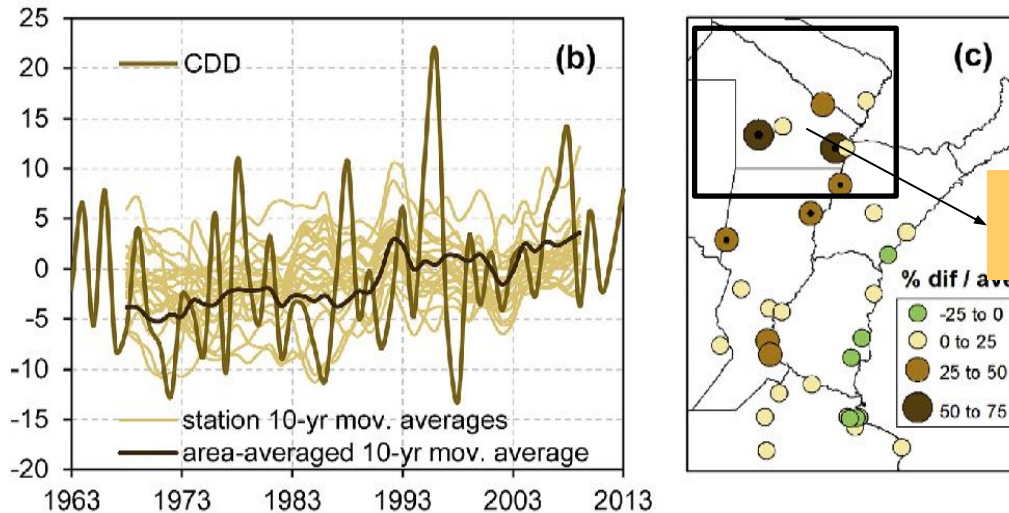 25
20
15
10
5
0
-5
-10
-15
-20
CDD
(b)
station 10-yr mov. averages
area-averaged 10-yr mov. average
1963 1973 1983 1993 2003 2013
(c)
% dif / ave
-25 to 0
0 to 25
25 to 50
50 to 75